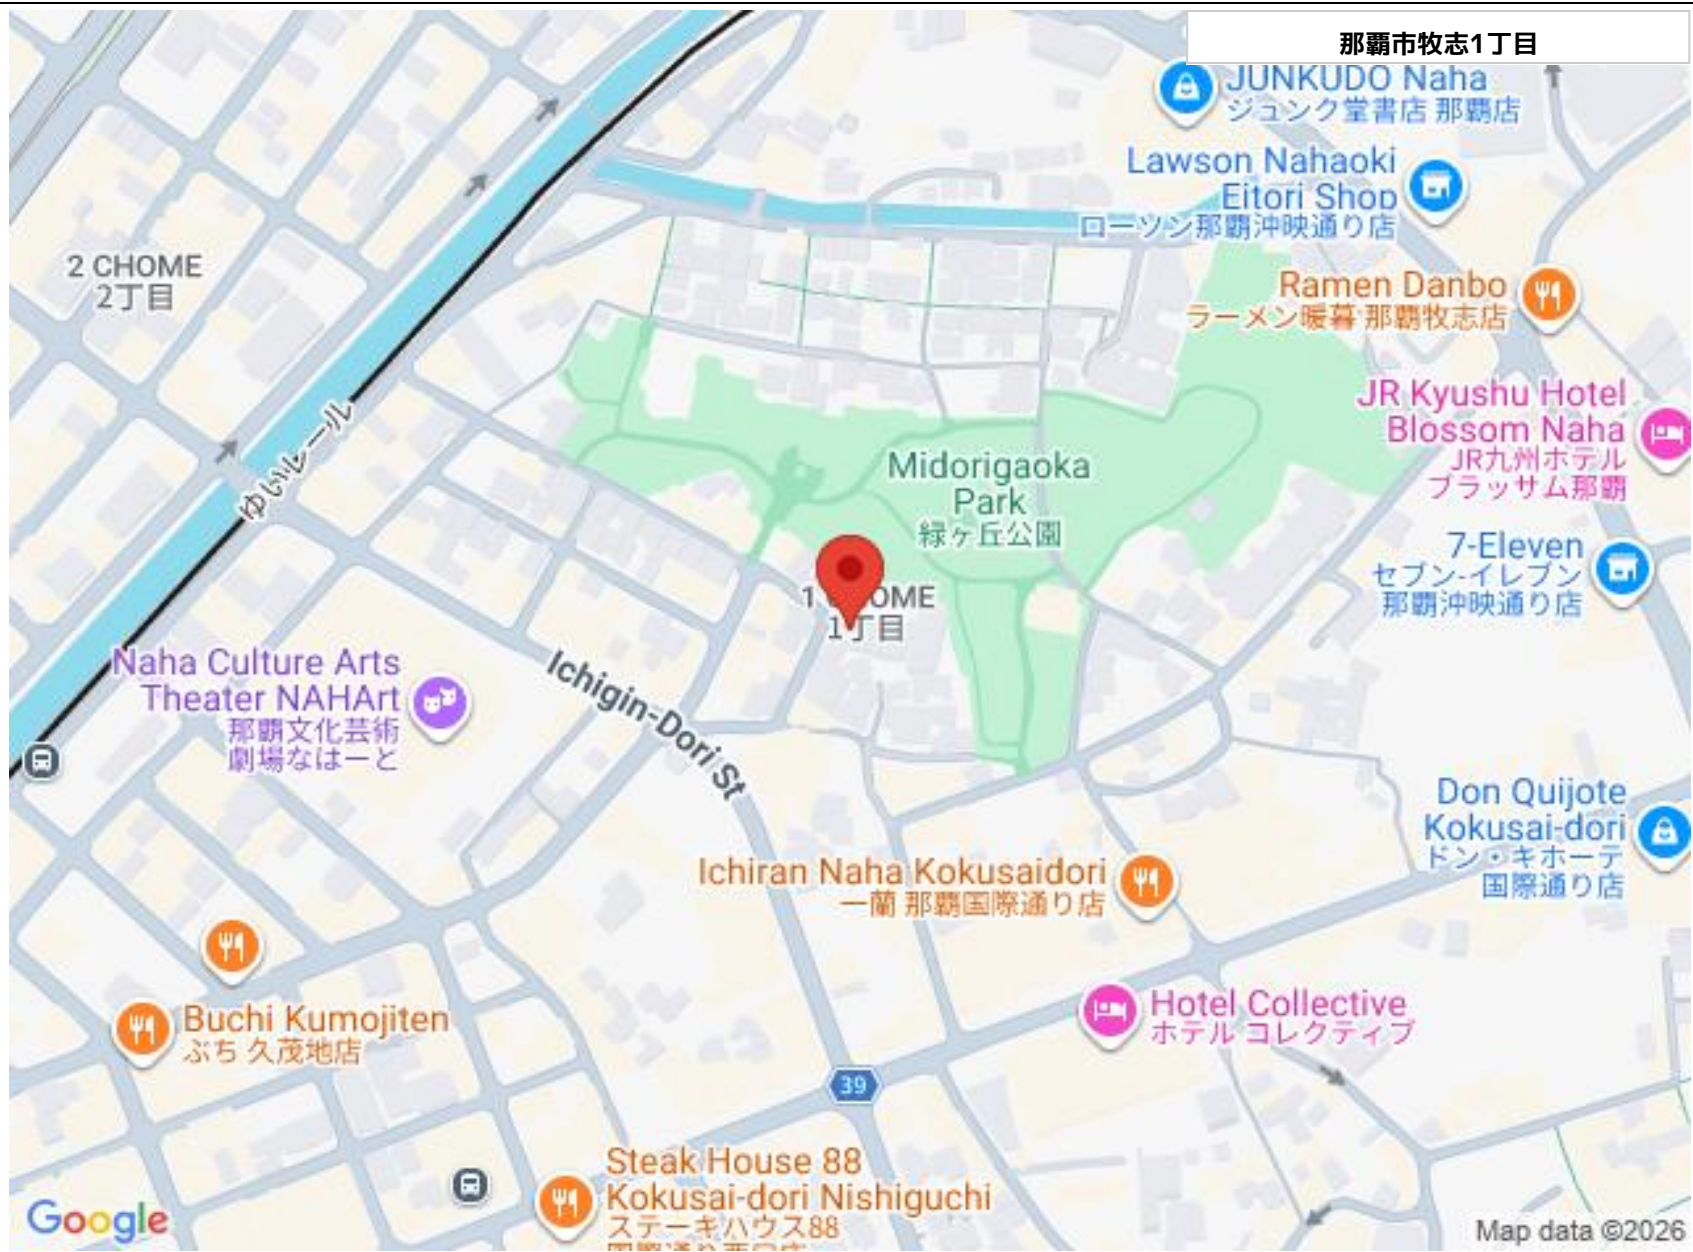 那覇市牧志1丁目
JUNKUDO Naha
ジュンク堂書店 那覇店
Lawson Nahaoki
Eitori Shop
ローソン那覇沖映通り店
2 CHOME
2丁目
Ramen Danbo
ラーメン暖暮 那覇牧志店
JR Kyushu Hotel
Blossom Naha
JR九州ホテル
ブラッサム那覇
ゆいレール
Midorigaoka
Park
緑ヶ丘公園
7-Eleven
セブン-イレブン
那覇沖映通り店
1 CHOME
1丁目
Naha Culture Arts
Theater NAHArt
那覇文化芸術
劇場なはーと
Ichigin-Dori St
Don Quijote
Kokusai-dori
ドン・キホーテ
国際通り店
Ichiran Naha Kokusaidori
一蘭 那覇国際通り店
Buchi Kumojiten
ぶち 久茂地店
Hotel Collective
ホテル コレクティブ
39
Steak House 88
Kokusai-dori Nishiguchi
ステーキハウス88
国際通り西口店
Google
Map data ©2026